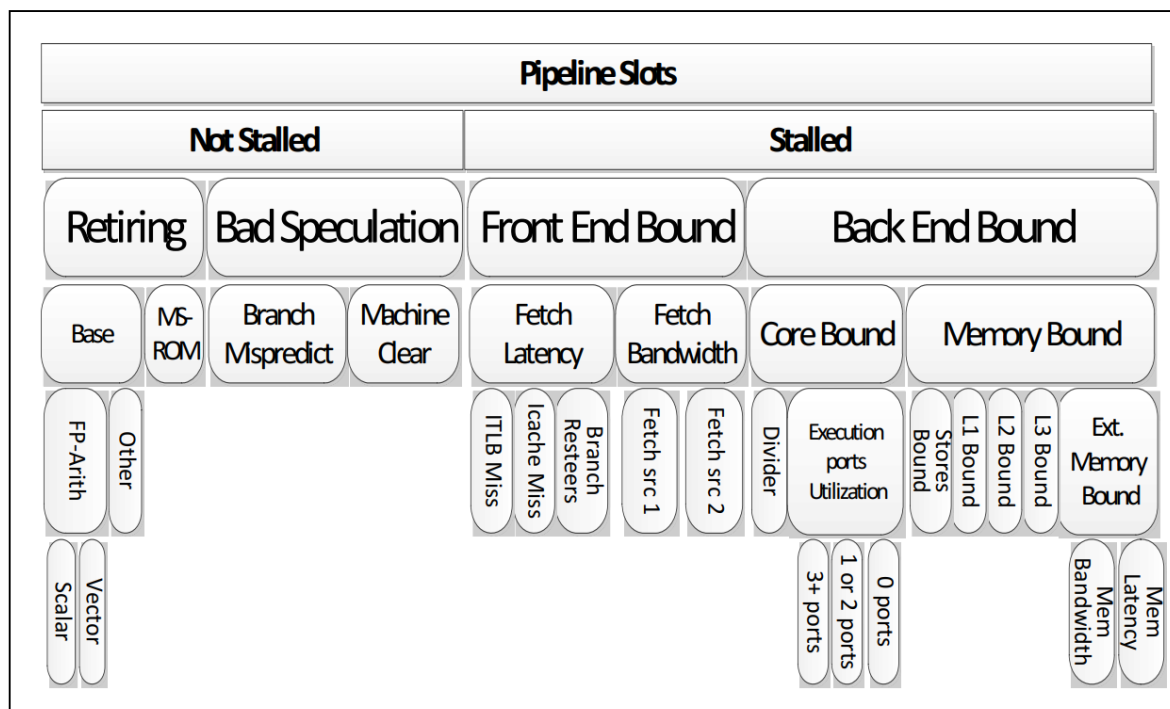 Pipeline Slots
Not Stalled
Stalled
Retiring
Bad Speculation
Front End Bound
Back End Bound
Base
MS-
ROM
Branch
Mispredict
Machine
Clear
Fetch
Latency
Fetch
Bandwidth
Core Bound
Memory Bound
FP-Arith
Other
ITLB Miss
Icache Miss
Branch
Resteers
Fetch src 1
Fetch src 2
Divider
Execution
ports
Utilization
Stores
Bound
L1 Bound
L2 Bound
L3 Bound
Ext.
Memory
Bound
Scalar
Vector
3+ ports
1 or 2 ports
0 ports
Mem
Bandwidth
Mem
Latency